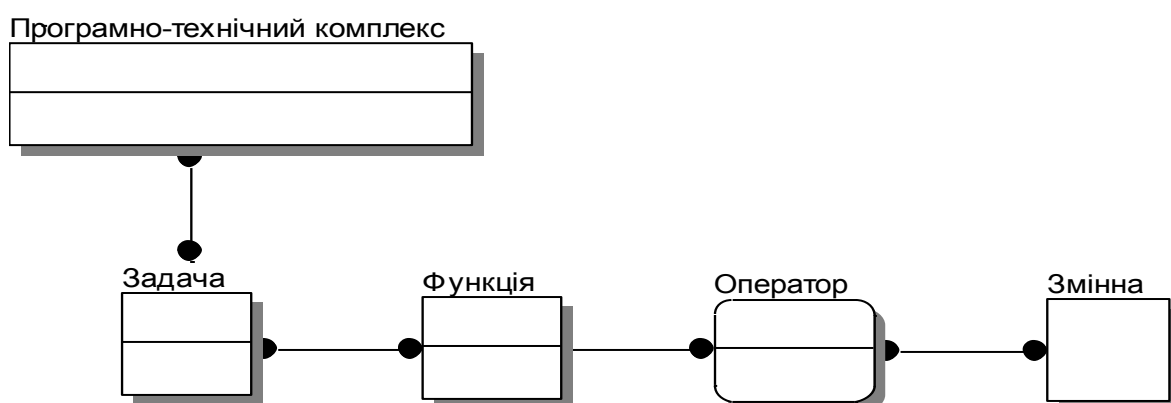 Програмно-технічний комплекс
Задача
Функція
Оператор
Змінна